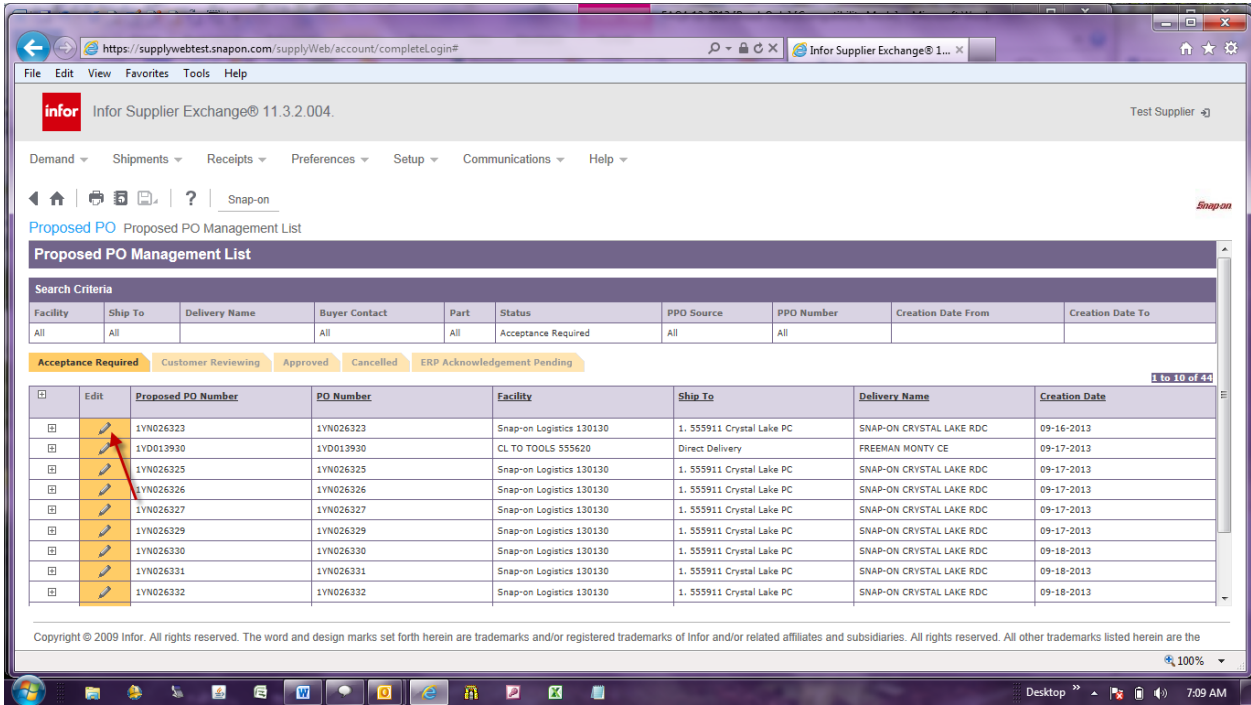 https://supplywebtest.snapon.com/supplyWeb/account/completeLogin#
Infor Supplier Exchange® 1...
File Edit View Favorites Tools Help
infor Infor Supplier Exchange® 11.3.2.004. Test Supplier
Demand Shipments Receipts Preferences Setup Communications Help
? Snap-on
Snap-on
Proposed PO Proposed PO Management List
Proposed PO Management List
Search Criteria
Facility Ship To Delivery Name Buyer Contact Part Status PPO Source PPO Number Creation Date From Creation Date To
All All All All Acceptance Required All All
Acceptance Required Customer Reviewing Approved Cancelled ERP Acknowledgement Pending
1 to 10 of 44
Edit Proposed PO Number PO Number Facility Ship To Delivery Name Creation Date
1YN026323 1YN026323 Snap-on Logistics 130130 1. 555911 Crystal Lake PC SNAP-ON CRYSTAL LAKE RDC 09-16-2013
1YD013930 1YD013930 CL TO TOOLS 555620 Direct Delivery FREEMAN MONTY CE 09-17-2013
1YN026325 1YN026325 Snap-on Logistics 130130 1. 555911 Crystal Lake PC SNAP-ON CRYSTAL LAKE RDC 09-17-2013
1YN026326 1YN026326 Snap-on Logistics 130130 1. 555911 Crystal Lake PC SNAP-ON CRYSTAL LAKE RDC 09-17-2013
1YN026327 1YN026327 Snap-on Logistics 130130 1. 555911 Crystal Lake PC SNAP-ON CRYSTAL LAKE RDC 09-17-2013
1YN026329 1YN026329 Snap-on Logistics 130130 1. 555911 Crystal Lake PC SNAP-ON CRYSTAL LAKE RDC 09-17-2013
1YN026330 1YN026330 Snap-on Logistics 130130 1. 555911 Crystal Lake PC SNAP-ON CRYSTAL LAKE RDC 09-18-2013
1YN026331 1YN026331 Snap-on Logistics 130130 1. 555911 Crystal Lake PC SNAP-ON CRYSTAL LAKE RDC 09-18-2013
1YN026332 1YN026332 Snap-on Logistics 130130 1. 555911 Crystal Lake PC SNAP-ON CRYSTAL LAKE RDC 09-18-2013
Copyright © 2009 Infor. All rights reserved. The word and design marks set forth herein are trademarks and/or registered trademarks of Infor and/or related affiliates and subsidiaries. All rights reserved. All other trademarks listed herein are the
100%
Desktop 7:09 AM